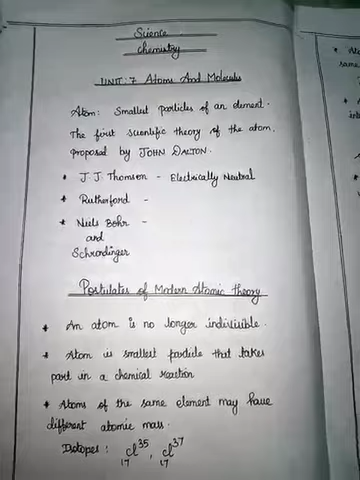 Science
Chemistry
UNIT: 7 Atoms And Molecules
Atom: Smallest particles of an element.
The first scientific theory of the atom,
proposal by JOHN DALTON.
* J J Thomson - Electrically Neutral
* Rutherford -
* Niels Bohr -
and
Schrordinger
Postulates of Modern Atomic theory
* An atom is no longer indivisible.
* Atom is smallest particle that takes
part in a chemical reaction
* Atoms of the same element may have
different atomic mass.
Isotopes: ₁₇Cl³⁵, ₁₇Cl³⁷
same